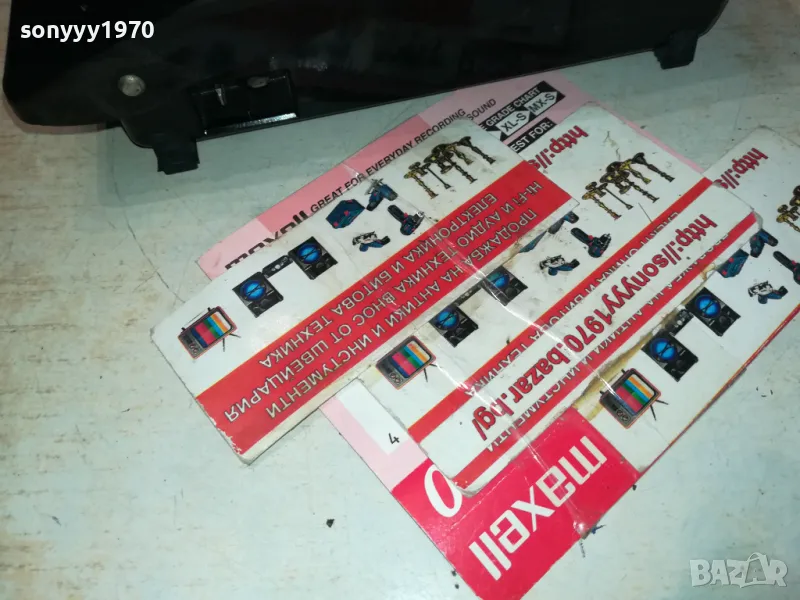 sonyyy1970
maxell GREAT FOR EVERYDAY RECORDING
SOUND
GRADE CHART
XL-S MX-S
EST FOR:
ПРОДАЖБА НА АНТИКИ И ИНСТУМЕНТИ
HI-FI И АУДИО ТЕХНИКА ВНОС ОТ ШВЕЙЦАРИЯ
ЕЛЕКТРОНИКА И БИТОВА ТЕХНИКА
http://sonyyy1970.bazar.bg/
http://s
http://s
4
maxell
BAZAR